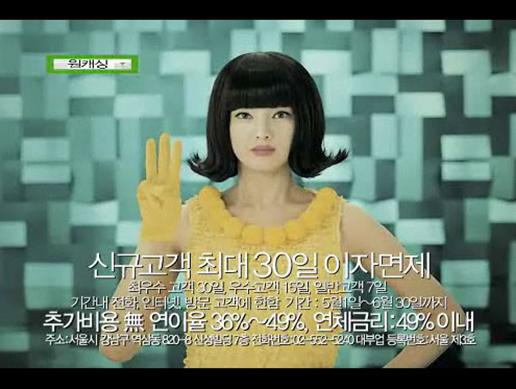 원캐싱
신규고객 최대 30일 이자면제
최우수 고객 30일, 우수고객 16일, 일반 고객 7일
기간내 전화, 인터넷, 방문 고객에 한함 기간 : 5월1일~6월 30일까지
추가비용 無 연이율 36%~49%, 연체금리:49% 이내
주소:서울시 강남구 역삼동 820-8 신성빌딩 7층 전화번호:02-552-5240 대부업 등록번호:서울 제3호